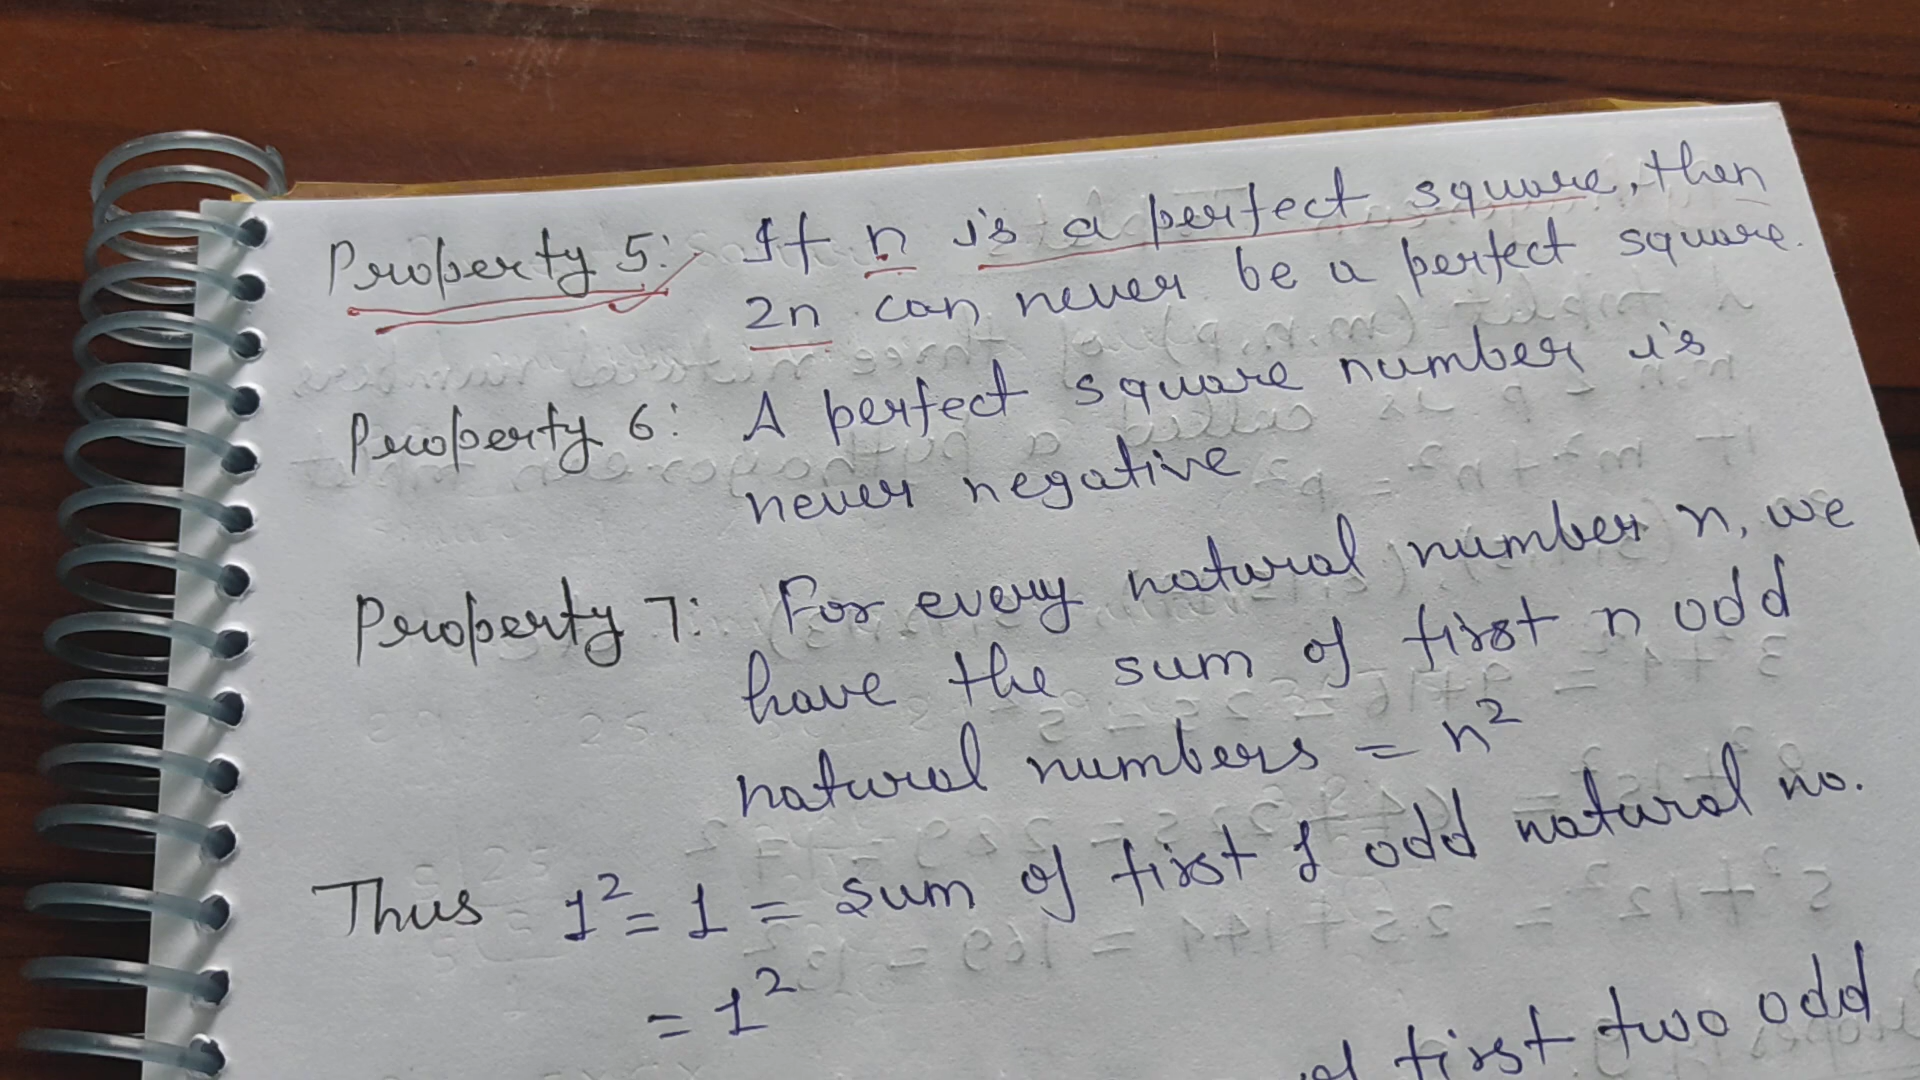 Property 5: If n is a perfect square, then
2n can never be a perfect square.
Property 6: A perfect square number is
never negative
Property 7: For every natural number n, we
have the sum of first n odd
natural numbers = n²
Thus 1² = 1 = sum of first 1 odd natural no.
= 1²
of first two odd